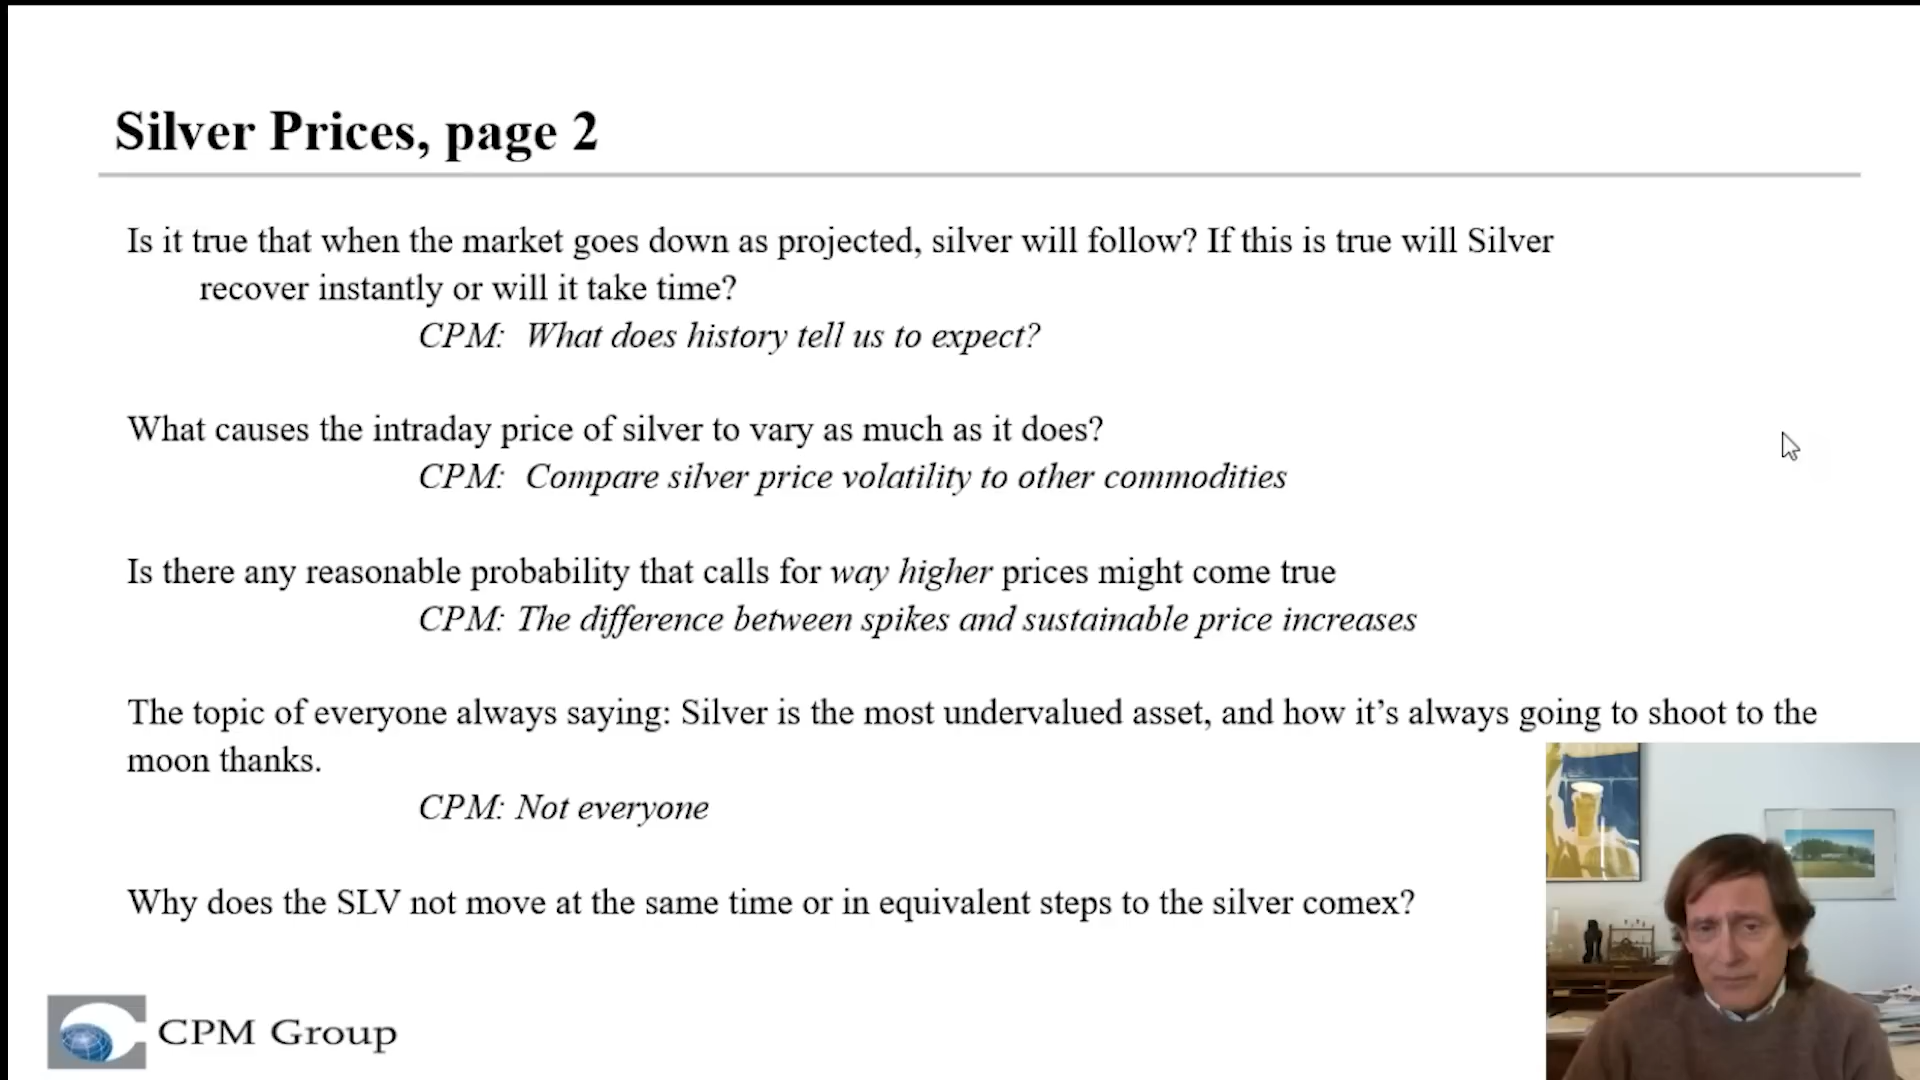 Silver Prices, page 2
Is it true that when the market goes down as projected, silver will follow? If this is true will Silver
recover instantly or will it take time?
CPM: What does history tell us to expect?
What causes the intraday price of silver to vary as much as it does?
CPM: Compare silver price volatility to other commodities
Is there any reasonable probability that calls for way higher prices might come true
CPM: The difference between spikes and sustainable price increases
The topic of everyone always saying: Silver is the most undervalued asset, and how it’s always going to shoot to the
moon thanks.
CPM: Not everyone
Why does the SLV not move at the same time or in equivalent steps to the silver comex?
CPM Group